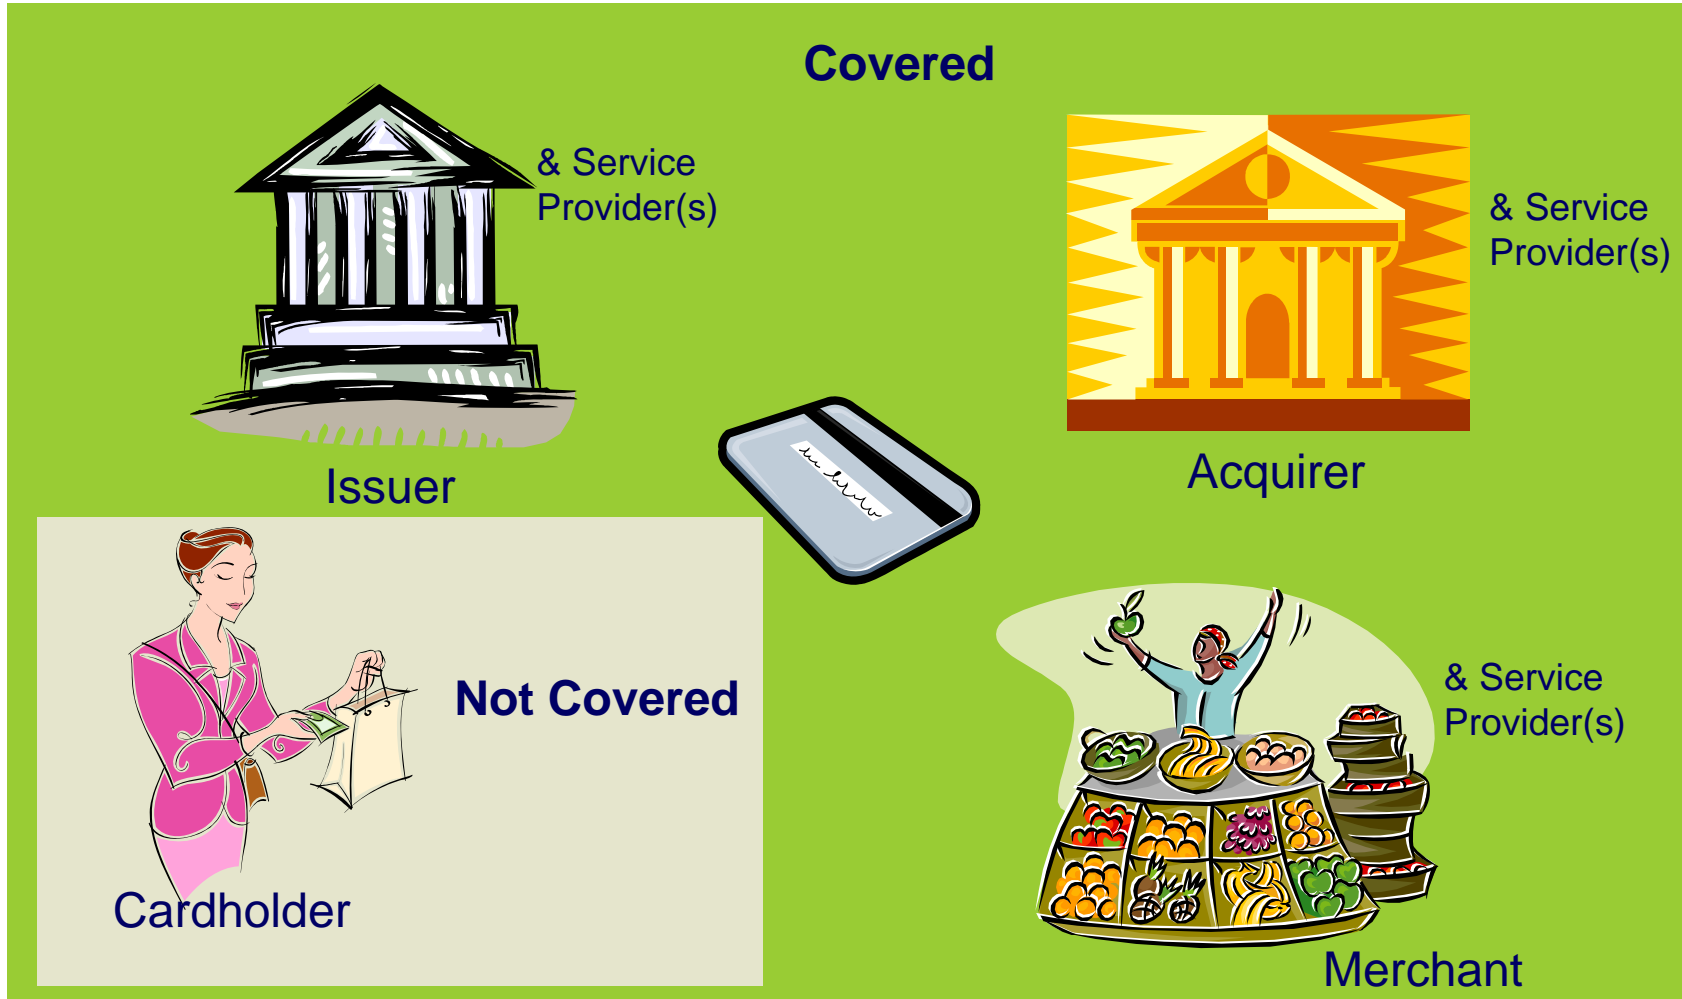 Covered
& Service
Provider(s)
Issuer
& Service
Provider(s)
Acquirer
Not Covered
Cardholder
& Service
Provider(s)
Merchant